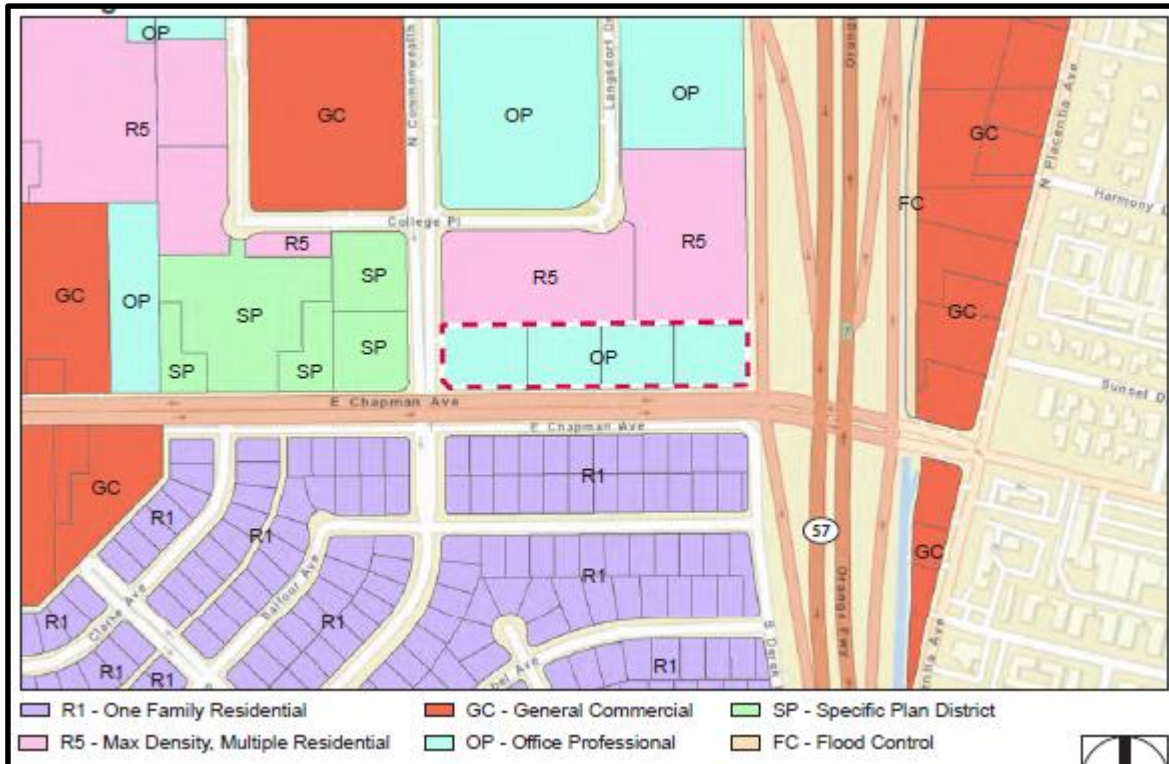 OP
N Commonwealth
Langsdorf Dr
GC
OP
OP
R5
GC
N Placentia Ave
FC
College Pl
R5
R5
R5
SP
GC
OP
SP
SP
SP
SP
SP
OP
GC
E Chapman Ave
E Chapman Ave
GC
R1
R1
R1
57
GC
R1
R1
R1
R1
R1
R1
R1
Clarke Ave
Balfour Ave
Orange Fwy
R1 - One Family Residential
GC - General Commercial
SP - Specific Plan District
R5 - Max Density, Multiple Residential
OP - Office Professional
FC - Flood Control